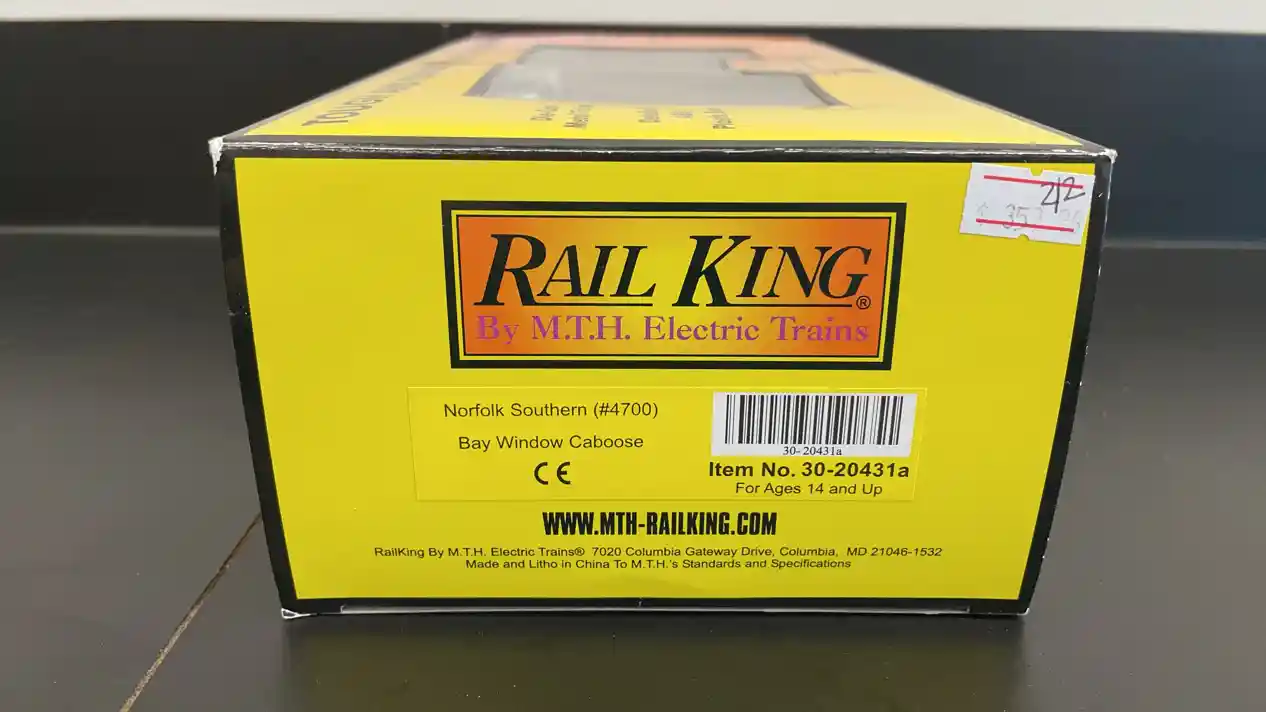 TOUGH
212
RAIL KING®
By M.T.H. Electric Trains
Norfolk Southern (#4700)
Bay Window Caboose
CE
30-20431a
Item No. 30-20431a
For Ages 14 and Up
WWW.MTH-RAILKING.COM
RailKing By M.T.H. Electric Trains® 7020 Columbia Gateway Drive, Columbia, MD 21046-1532
Made and Litho in China To M.T.H.'s Standards and Specifications